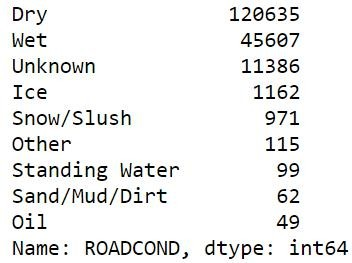 Dry 120635
Wet 45607
Unknown 11386
Ice 1162
Snow/Slush 971
Other 115
Standing Water 99
Sand/Mud/Dirt 62
Oil 49
Name: ROADCOND, dtype: int64